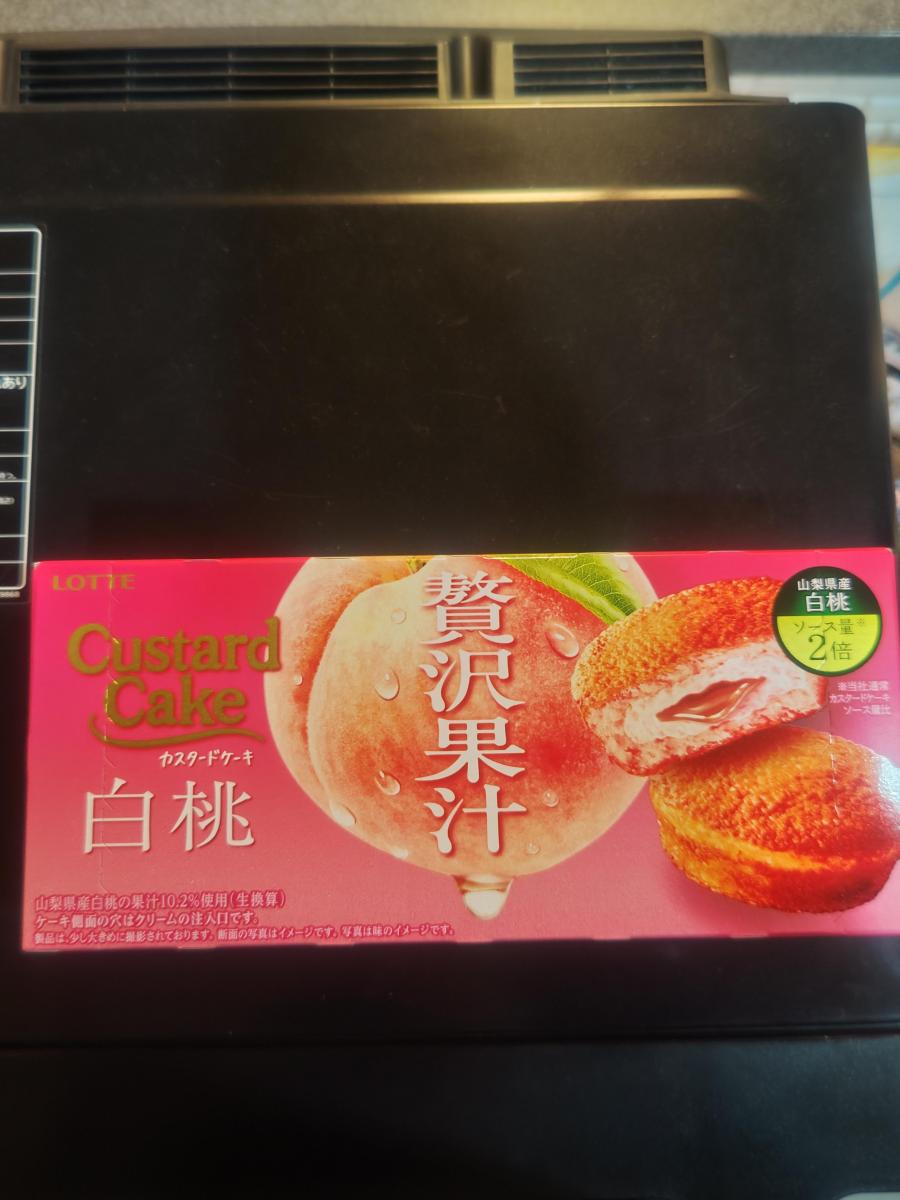 あり
LOTTE
Custard
Cake
カスタードケーキ
白桃
贅沢果汁
山梨県産
白桃
ソース量※
2倍
※当社通常
カスタードケーキ
ソース量比
山梨県産白桃の果汁10.2%使用(生換算)
ケーキ側面の穴はクリームの注入口です。
製品は、少し大きめに撮影されております。断面の写真はイメージです。写真は味のイメージです。